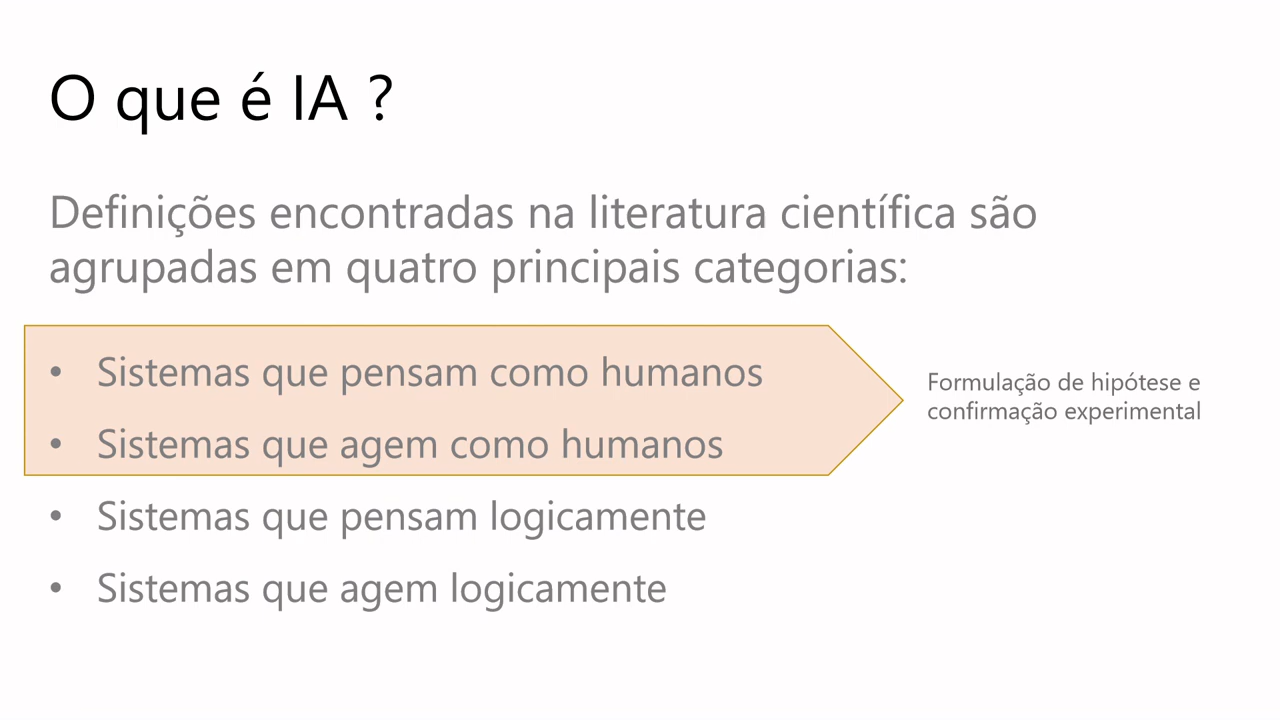 O que é IA ?
Definições encontradas na literatura científica são
agrupadas em quatro principais categorias:
• Sistemas que pensam como humanos
• Sistemas que agem como humanos
Formulação de hipótese e
confirmação experimental
• Sistemas que pensam logicamente
• Sistemas que agem logicamente